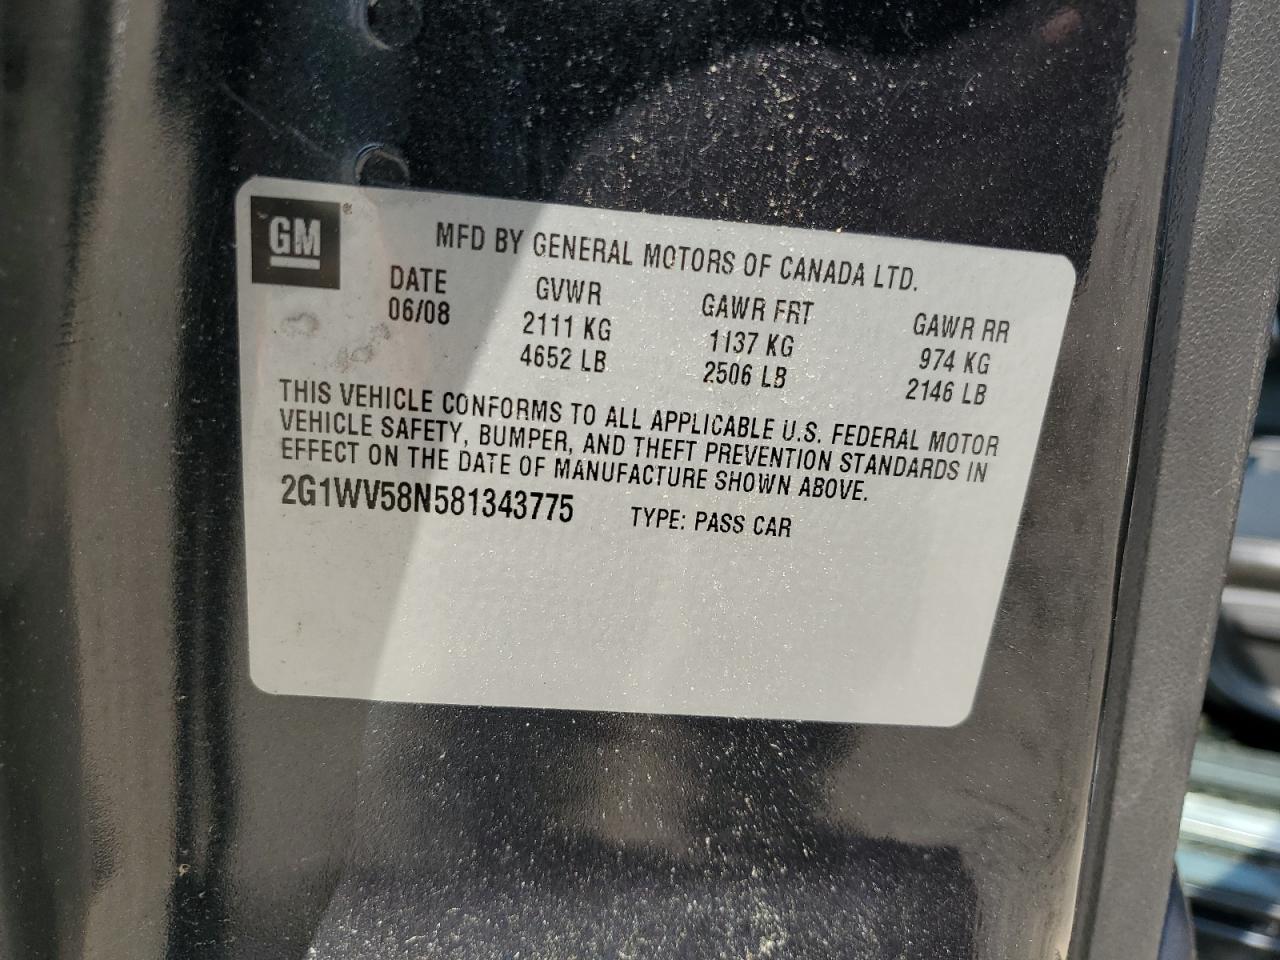 GM®
MFD BY GENERAL MOTORS OF CANADA LTD.
DATE GVWR GAWR FRT GAWR RR
06/08 2111 KG 1137 KG 974 KG
4652 LB 2506 LB 2146 LB
THIS VEHICLE CONFORMS TO ALL APPLICABLE U.S. FEDERAL MOTOR
VEHICLE SAFETY, BUMPER, AND THEFT PREVENTION STANDARDS IN
EFFECT ON THE DATE OF MANUFACTURE SHOWN ABOVE.
2G1WV58N581343775 TYPE: PASS CAR